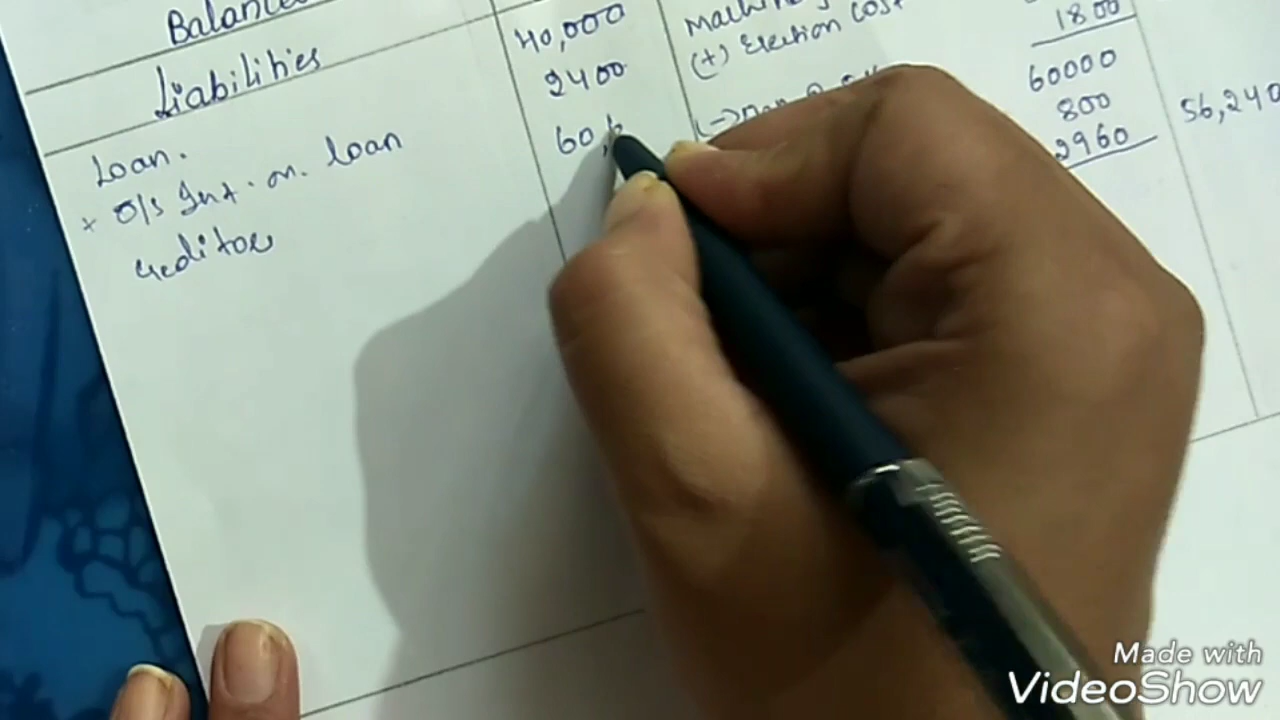 Balance
Liabilities
Loan.
+ O/s Int. on. loan
creditor
40,000
2400
60,
Machine
(+) Erection cost
(-)
1800
60000
800
2960
56,240
Made with
VideoShow